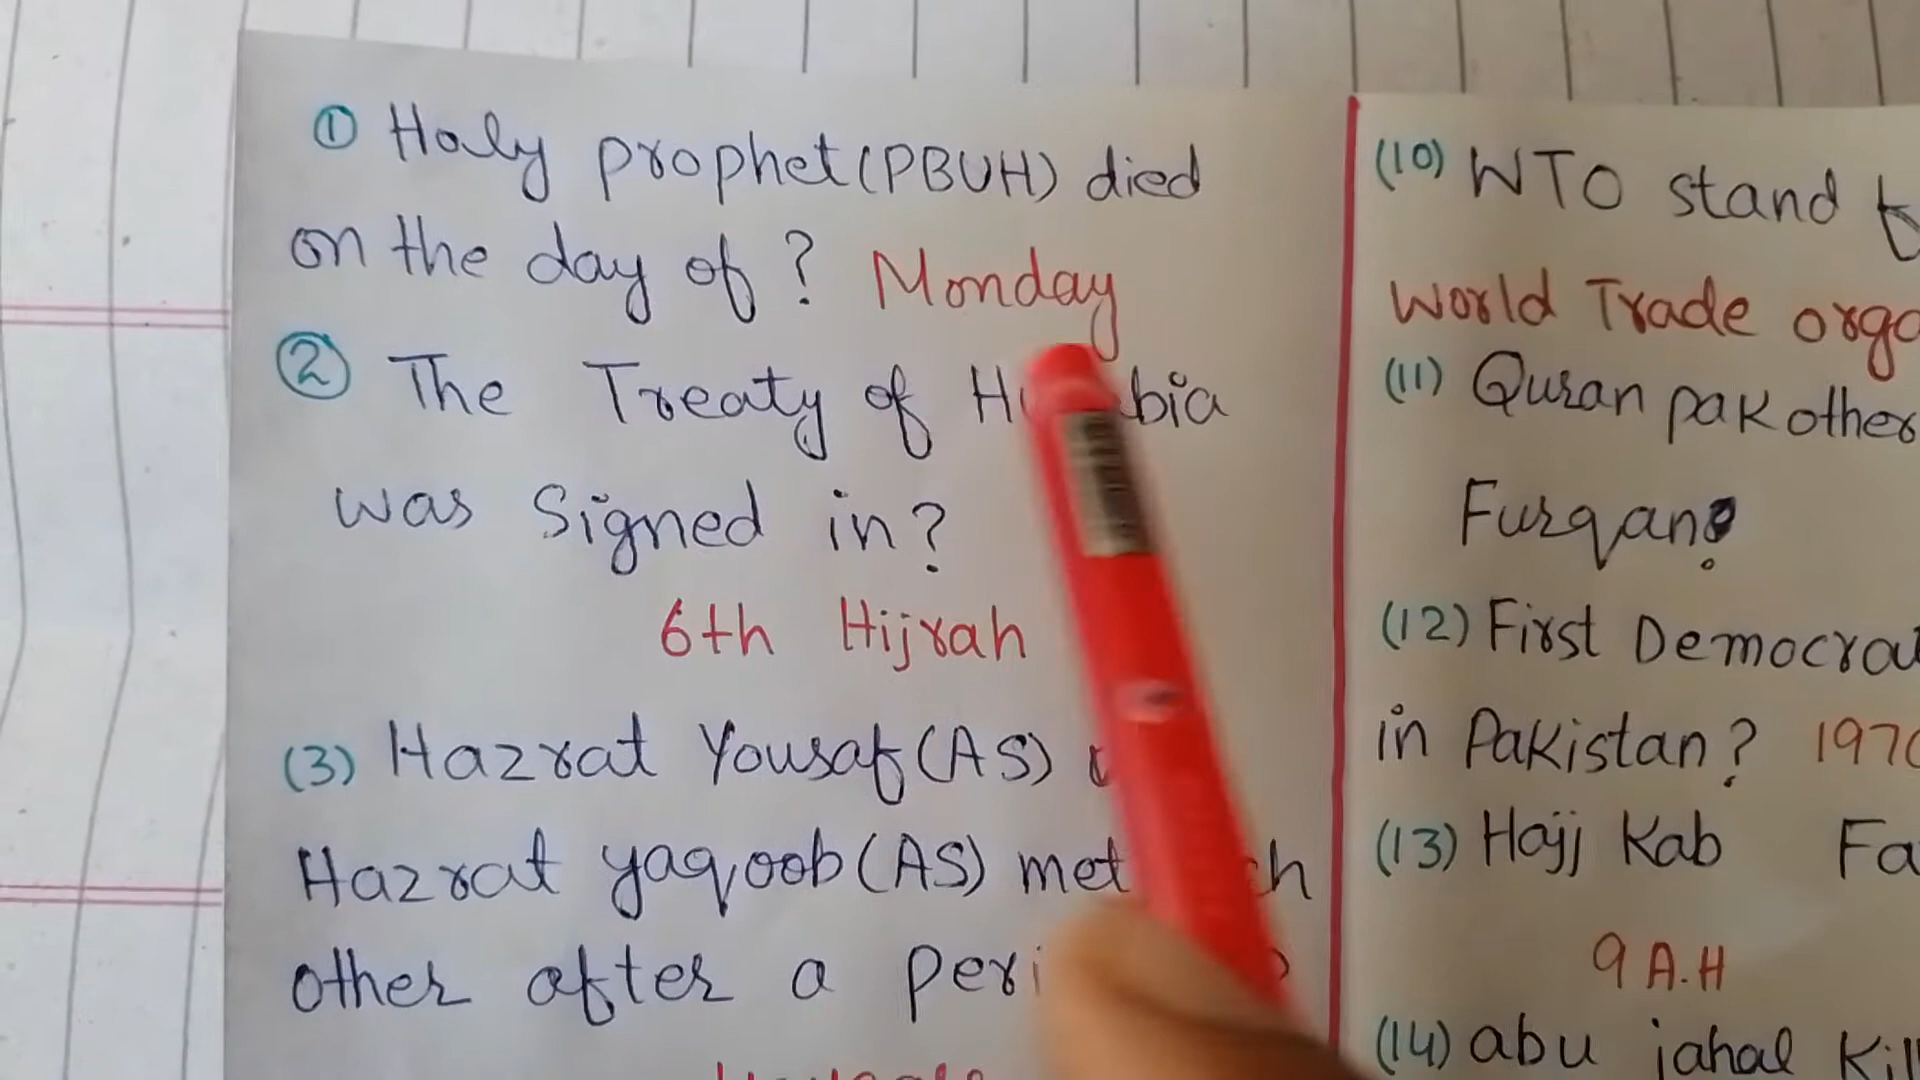 ① Holy prophet (PBUH) died
on the day of? Monday
② The Treaty of
was Signed in?
6th Hijrah
(3) Hazrat Yousaf (AS)
Hazrat yaqoob (AS) met
other after a
(10) WTO stand
World Trade
(11) Quran pak other
Furqan?
(12) First
in Pakistan? 1970
(13) Hajj Kab
9 A.H
(14) abu jahal